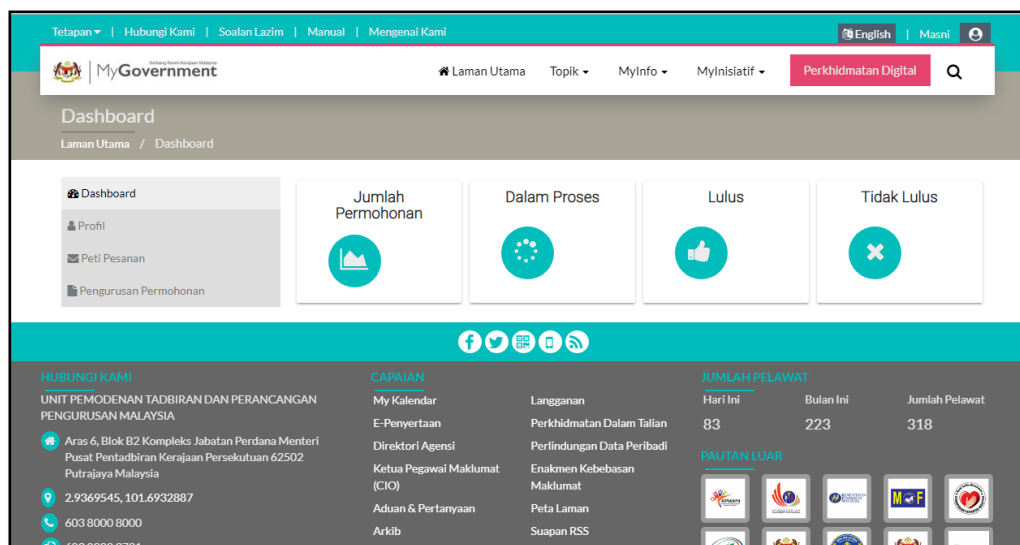 Tetapan | Hubungi Kami | Soalan Lazim | Manual | Mengenai Kami
English | Masni
Gerbang Rasmi Kerajaan Malaysia
MyGovernment
Laman Utama Topik MyInfo MyInisiatif Perkhidmatan Digital
Dashboard
Laman Utama / Dashboard
Dashboard
Profil
Peti Pesanan
Pengurusan Permohonan
Jumlah
Permohonan
Dalam Proses
Lulus
Tidak Lulus
HUBUNGI KAMI
UNIT PEMODENAN TADBIRAN DAN PERANCANGAN
PENGURUSAN MALAYSIA
Aras 6, Blok B2 Kompleks Jabatan Perdana Menteri
Pusat Pentadbiran Kerajaan Persekutuan 62502
Putrajaya Malaysia
2.9369545, 101.6932887
603 8000 8000
CAPAIAN
My Kalendar
E-Penyertaan
Direktori Agensi
Ketua Pegawai Maklumat
(CIO)
Aduan & Pertanyaan
Arkib
Langganan
Perkhidmatan Dalam Talian
Perlindungan Data Peribadi
Enakmen Kebebasan
Maklumat
Peta Laman
Suapan RSS
JUMLAH PELAWAT
Hari Ini Bulan Ini Jumlah Pelawat
83 223 318
PAUTAN LUAR